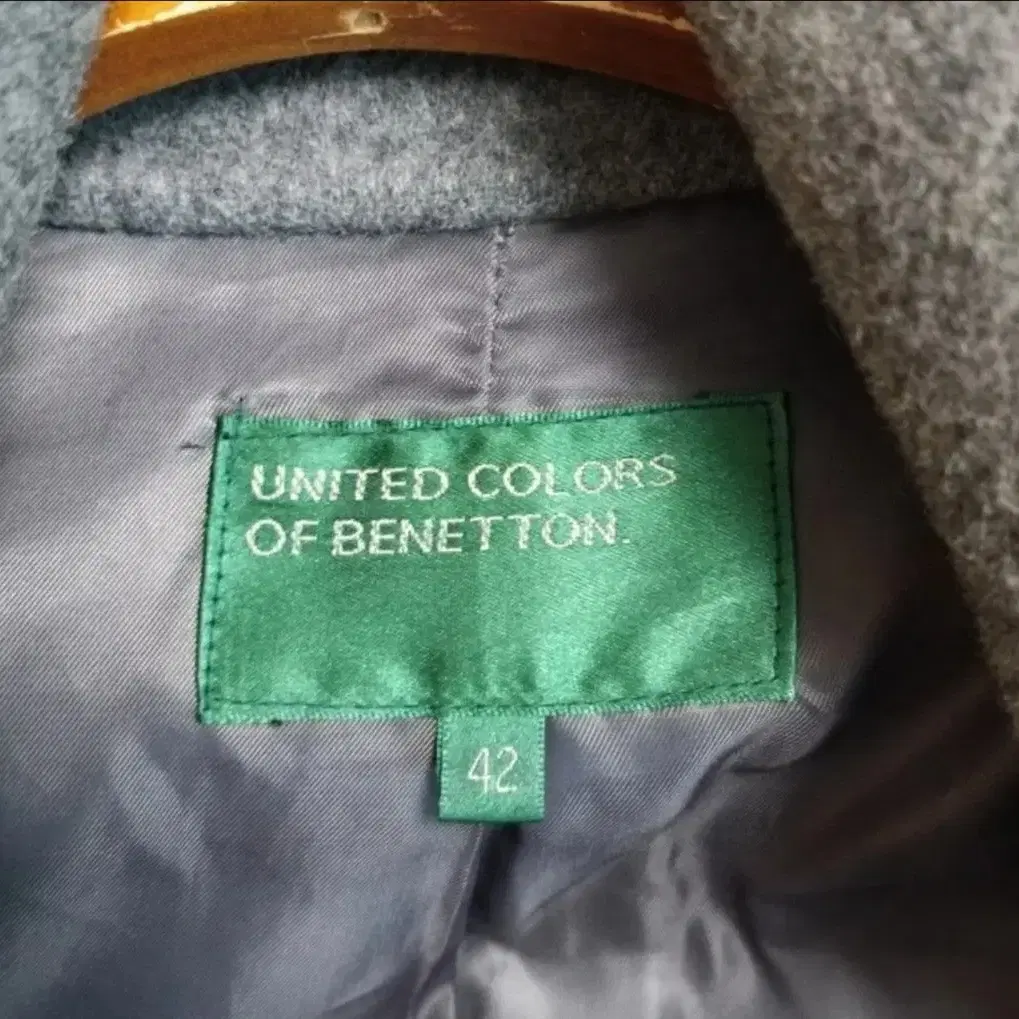 UNITED COLORS
OF BENETTON.
42